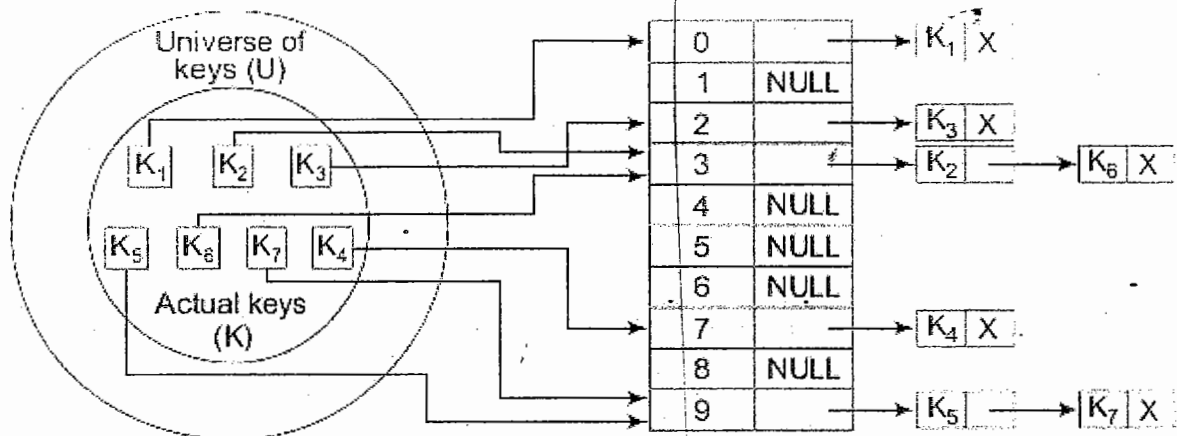 Universe of
keys (U)
K₁ K₂ K₃
K₅ K₆ K₇ K₄
Actual keys
(K)
0 K₁ X
1 NULL
2 K₃ X
3 K₂ K₆ X
4 NULL
5 NULL
6 NULL
7 K₄ X
8 NULL
9 K₅ K₇ X